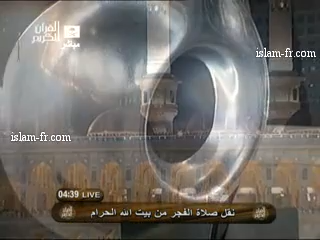 القرآن
الكريم
مباشر
islam-fr.com
islam-fr.com
04:39 LIVE
نقل صلاة الفجر من بيت الله الحرام